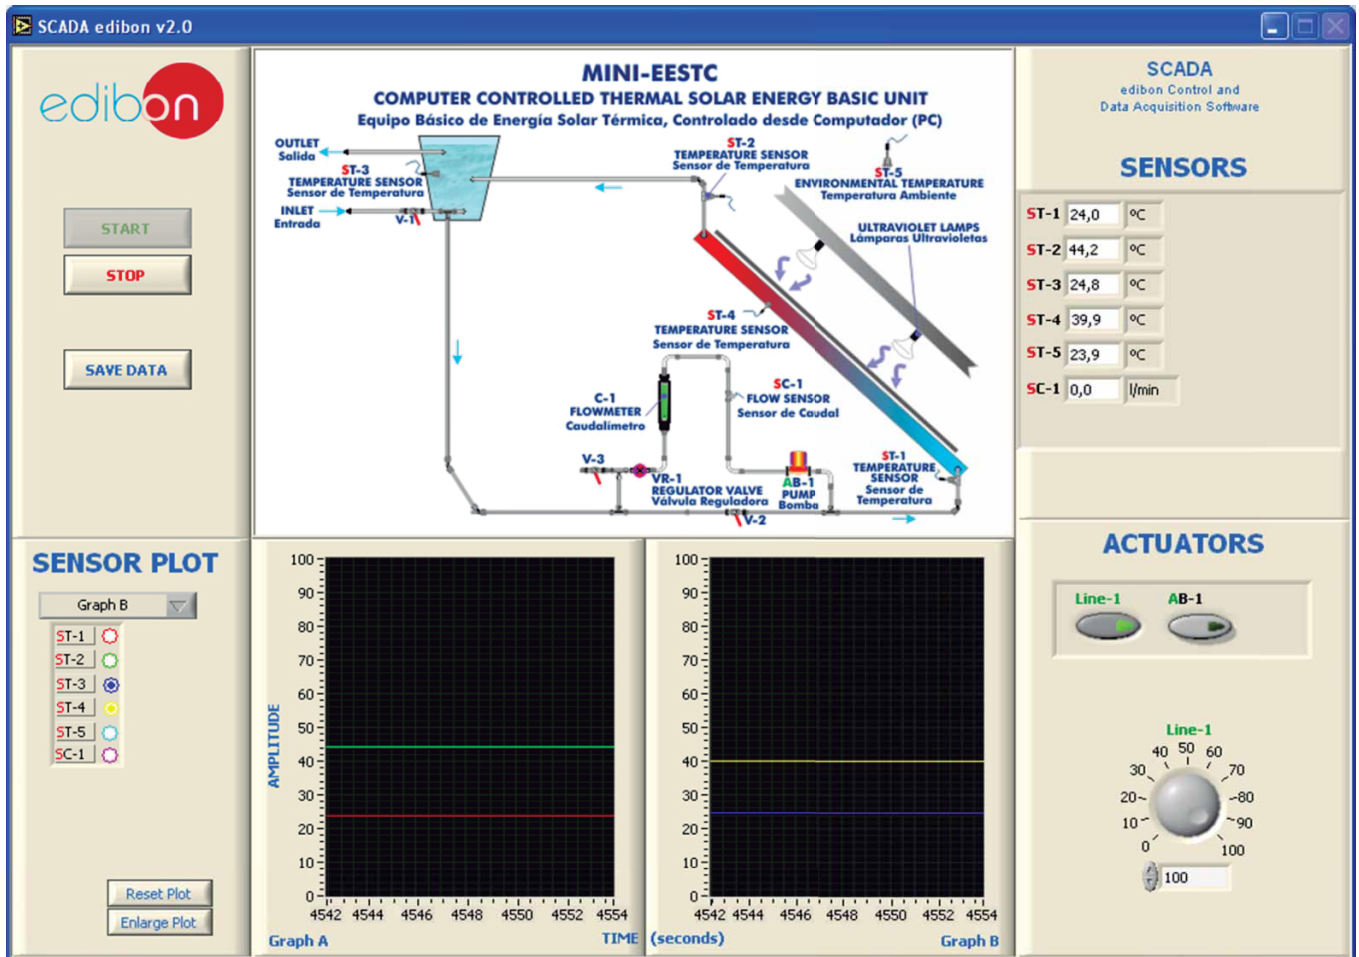 SCADA edibon v2.0
edibon
START
STOP
SAVE DATA
MINI-EESTC
COMPUTER CONTROLLED THERMAL SOLAR ENERGY BASIC UNIT
Equipo Básico de Energía Solar Térmica, Controlado desde Computador (PC)
OUTLET
Salida
ST-3
TEMPERATURE SENSOR
Sensor de Temperatura
INLET
Entrada
V-1
ST-2
TEMPERATURE SENSOR
Sensor de Temperatura
ST-5
ENVIRONMENTAL TEMPERATURE
Temperatura Ambiente
ULTRAVIOLET LAMPS
Lámparas Ultravioletas
ST-4
TEMPERATURE SENSOR
Sensor de Temperatura
C-1
FLOWMETER
Caudalímetro
SC-1
FLOW SENSOR
Sensor de Caudal
V-3
VR-1
REGULATOR VALVE
Válvula Reguladora
AB-1
PUMP
Bomba
V-2
ST-1
TEMPERATURE
SENSOR
Sensor de
Temperatura
SCADA
edibon Control and
Data Acquisition Software
SENSORS
ST-1 24,0 ºC
ST-2 44,2 ºC
ST-3 24,8 ºC
ST-4 39,9 ºC
ST-5 23,9 ºC
SC-1 0,0 l/min
SENSOR PLOT
Graph B
ST-1
ST-2
ST-3
ST-4
ST-5
SC-1
Reset Plot
Enlarge Plot
AMPLITUDE
100
90
80
70
60
50
40
30
20
10
0
4542 4544 4546 4548 4550 4552 4554
Graph A
TIME (seconds)
100
90
80
70
60
50
40
30
20
10
0
4542 4544 4546 4548 4550 4552 4554
Graph B
ACTUATORS
Line-1 AB-1
Line-1
0 10 20 30 40 50 60 70 80 90 100
100